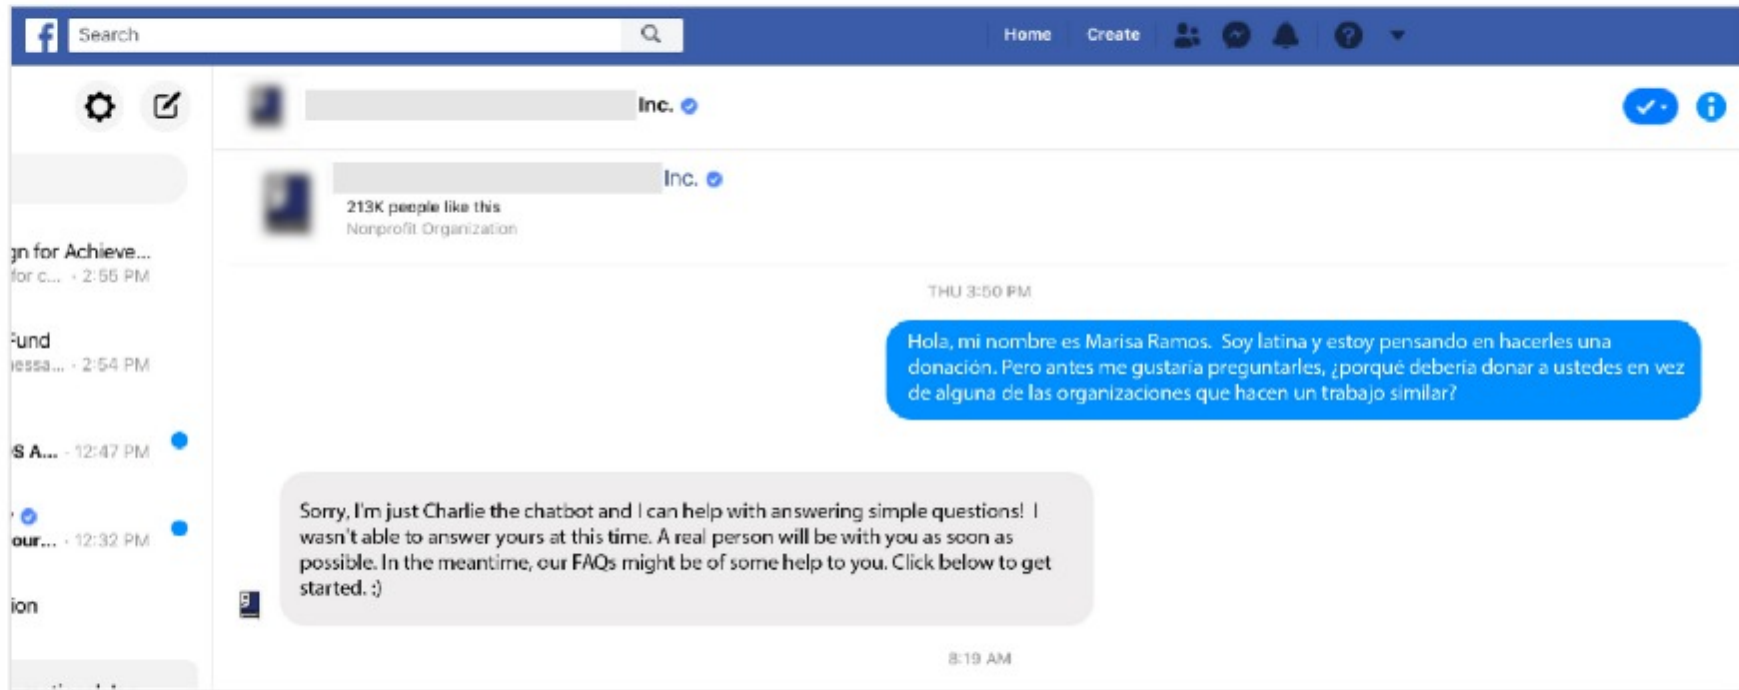 f
Search
Home
Create
Inc.
Inc.
213K people like this
Nonprofit Organization
gn for Achieve...
for c... · 2:55 PM
Fund
essa... · 2:54 PM
S A... · 12:47 PM
our... · 12:32 PM
ion
THU 3:50 PM
Hola, mi nombre es Marisa Ramos. Soy latina y estoy pensando en hacerles una
donación. Pero antes me gustaría preguntarles, ¿porqué debería donar a ustedes en vez
de alguna de las organizaciones que hacen un trabajo similar?
Sorry, I'm just Charlie the chatbot and I can help with answering simple questions! I
wasn't able to answer yours at this time. A real person will be with you as soon as
possible. In the meantime, our FAQs might be of some help to you. Click below to get
started. :)
8:19 AM